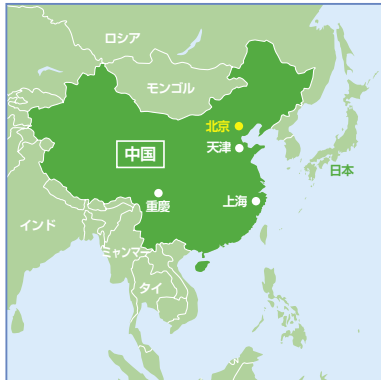 ロシア
モンゴル
北京
天津
中国
日本
重慶
上海
インド
ミャンマー
タイ